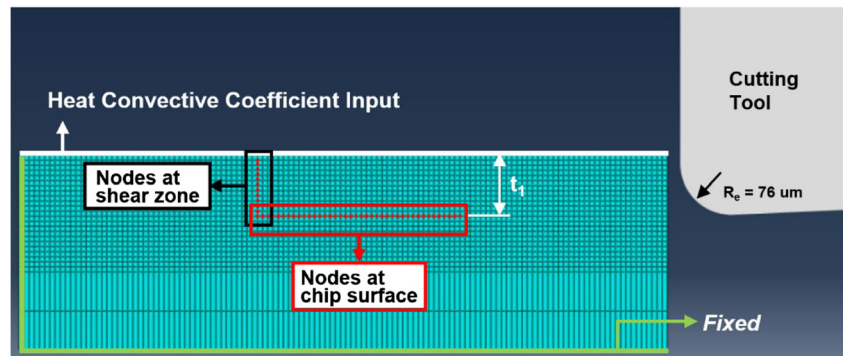 Heat Convective Coefficient Input
Cutting
Tool
Nodes at
shear zone
t₁
Rₑ = 76 um
Nodes at
chip surface
Fixed